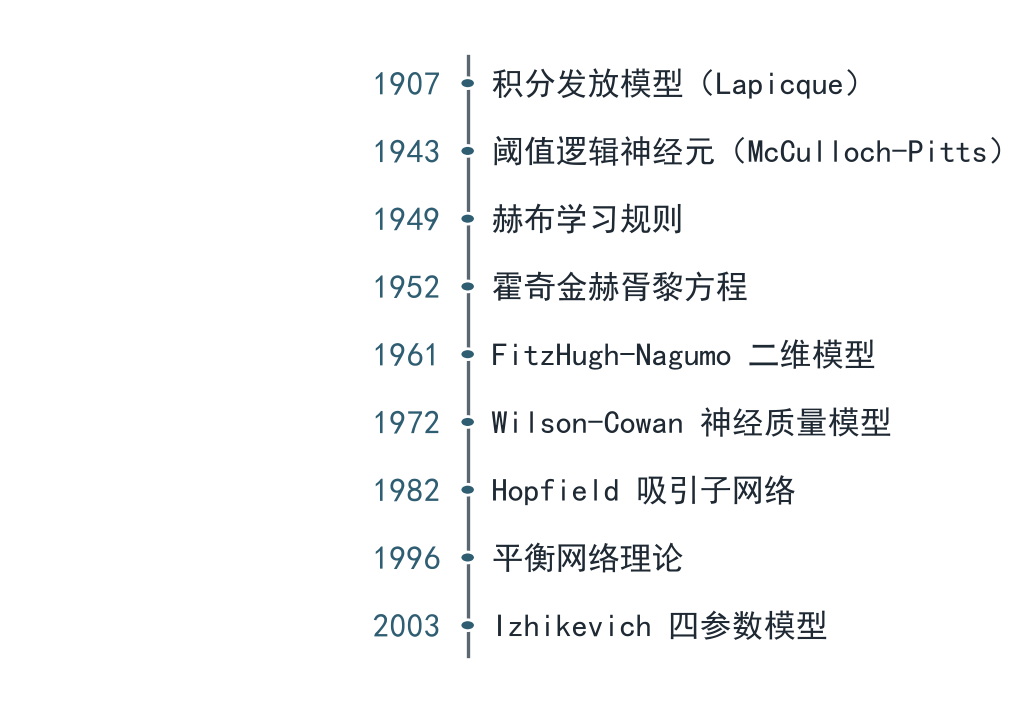 1907 积分发放模型（Lapicque）
1943 阈值逻辑神经元（McCulloch-Pitts）
1949 赫布学习规则
1952 霍奇金赫胥黎方程
1961 FitzHugh-Nagumo 二维模型
1972 Wilson-Cowan 神经质量模型
1982 Hopfield 吸引子网络
1996 平衡网络理论
2003 Izhikevich 四参数模型